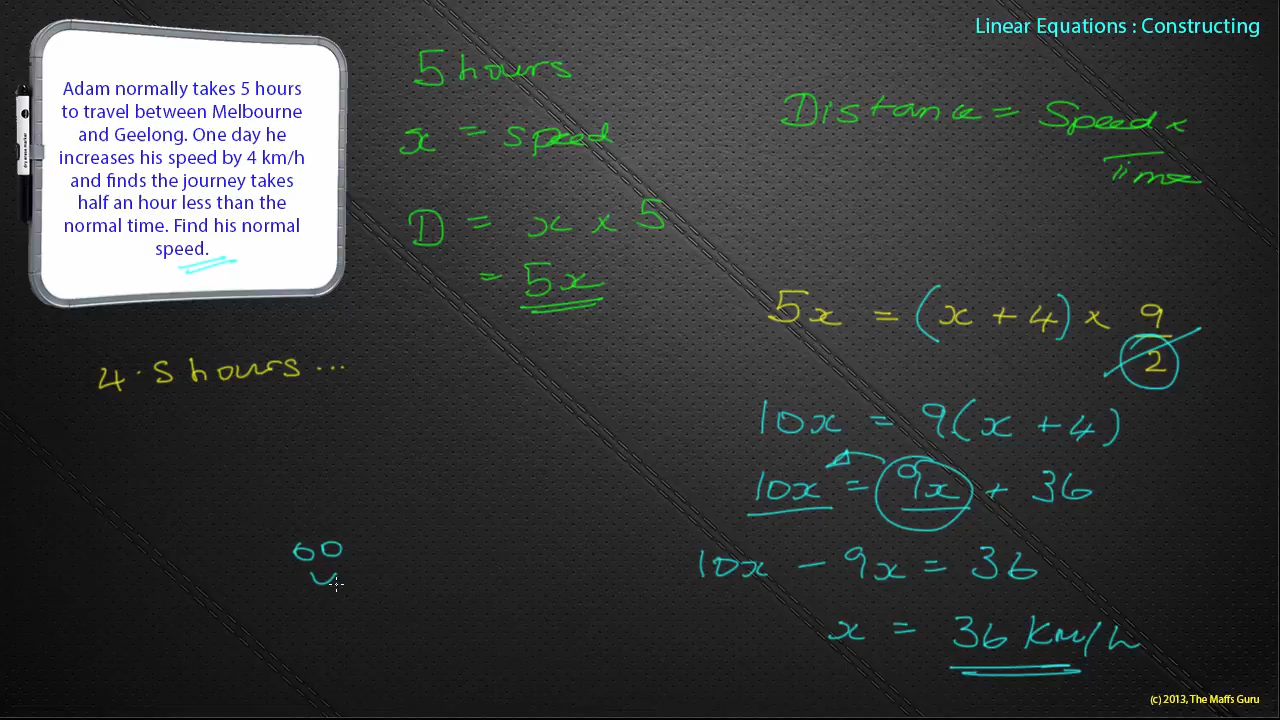 Linear Equations : Constructing
Adam normally takes 5 hours
to travel between Melbourne
and Geelong. One day he
increases his speed by 4 km/h
and finds the journey takes
half an hour less than the
normal time. Find his normal
speed.
5 hours
x = speed
D = x × 5
= 5x
Distance = Speed ×
Time
4.5 hours ...
5x = (x + 4) × 9/2
10x = 9(x + 4)
10x = 9x + 36
10x - 9x = 36
x = 36 km/h
(c) 2013, The Maffs Guru